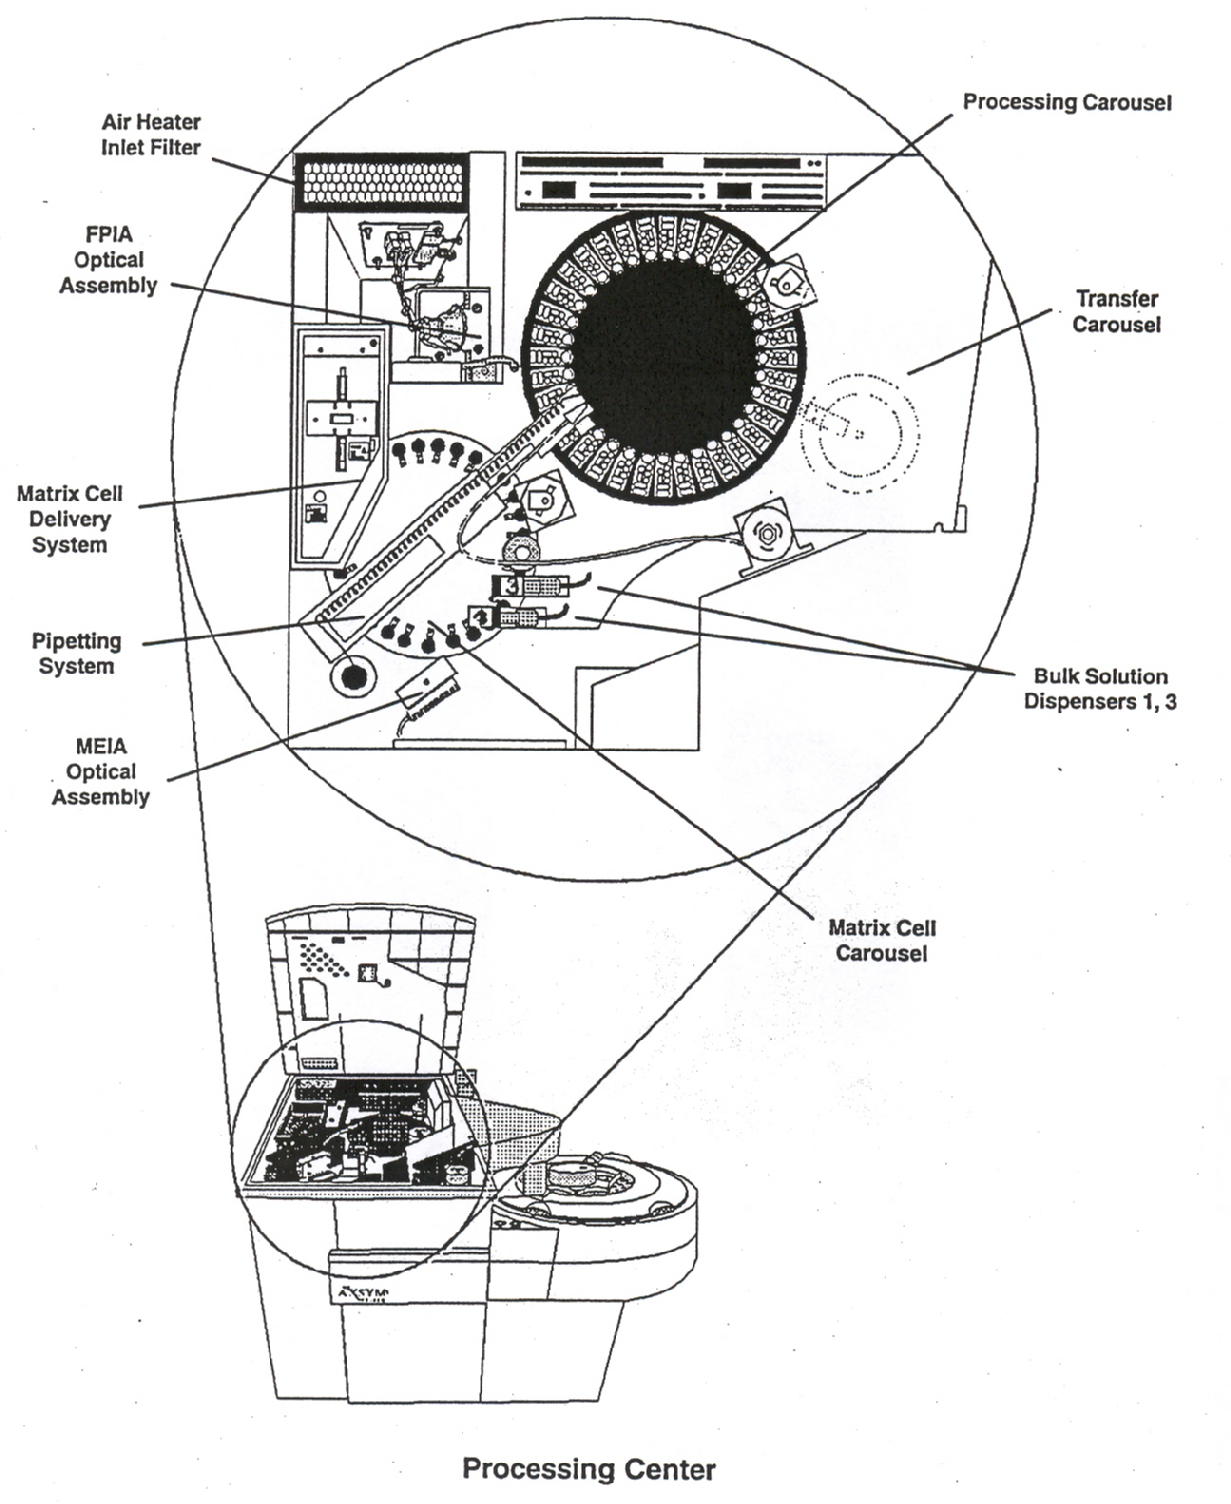 Air Heater
Inlet Filter
Processing Carousel
FPIA
Optical
Assembly
Transfer
Carousel
Matrix Cell
Delivery
System
3
Pipetting
System
Bulk Solution
Dispensers 1, 3
MEIA
Optical
Assembly
Matrix Cell
Carousel
AXSYM
Processing Center